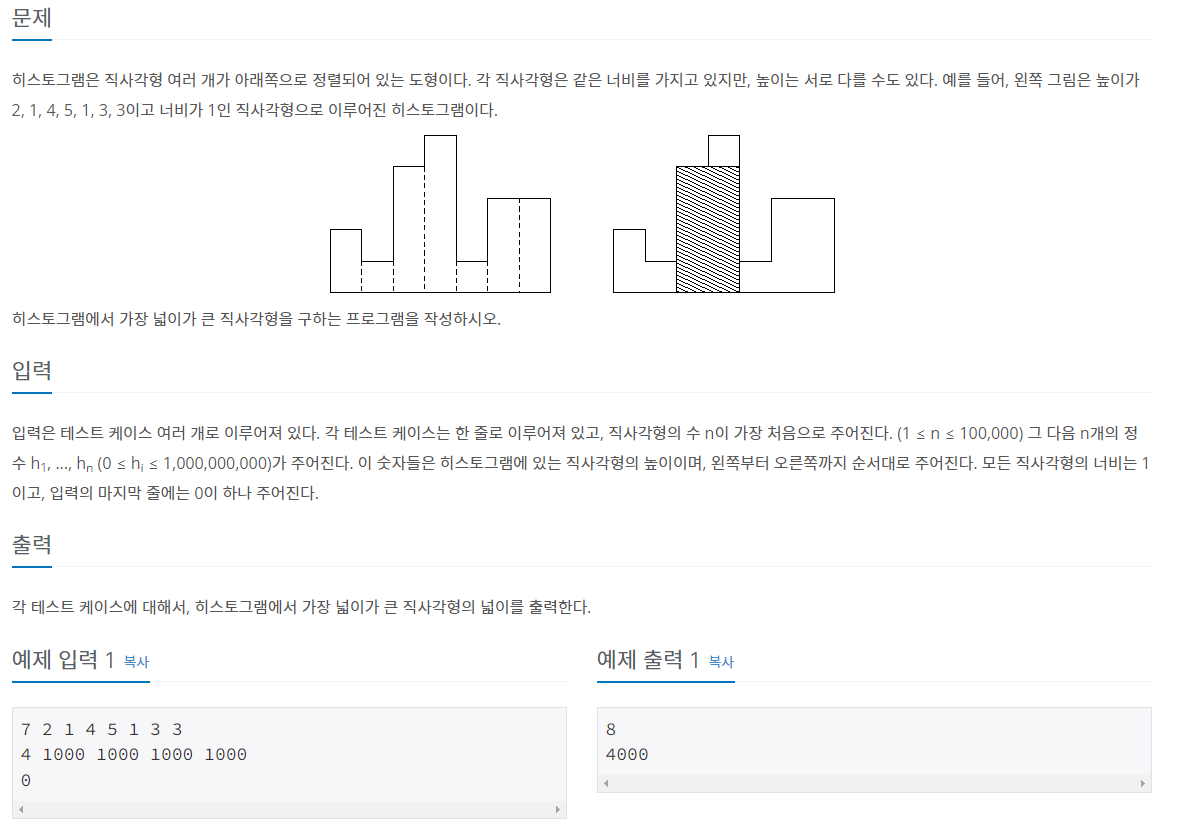 문제
히스토그램은 직사각형 여러 개가 아래쪽으로 정렬되어 있는 도형이다. 각 직사각형은 같은 너비를 가지고 있지만, 높이는 서로 다를 수도 있다. 예를 들어, 왼쪽 그림은 높이가
2, 1, 4, 5, 1, 3, 3이고 너비가 1인 직사각형으로 이루어진 히스토그램이다.
히스토그램에서 가장 넓이가 큰 직사각형을 구하는 프로그램을 작성하시오.
입력
입력은 테스트 케이스 여러 개로 이루어져 있다. 각 테스트 케이스는 한 줄로 이루어져 있고, 직사각형의 수 n이 가장 처음으로 주어진다. (1 ≤ n ≤ 100,000) 그 다음 n개의 정
수 h1, ..., hn (0 ≤ hi ≤ 1,000,000,000)가 주어진다. 이 숫자들은 히스토그램에 있는 직사각형의 높이이며, 왼쪽부터 오른쪽까지 순서대로 주어진다. 모든 직사각형의 너비는 1
이고, 입력의 마지막 줄에는 0이 하나 주어진다.
출력
각 테스트 케이스에 대해서, 히스토그램에서 가장 넓이가 큰 직사각형의 넓이를 출력한다.
예제 입력 1 복사
7 2 1 4 5 1 3 3
4 1000 1000 1000 1000
0
예제 출력 1 복사
8
4000